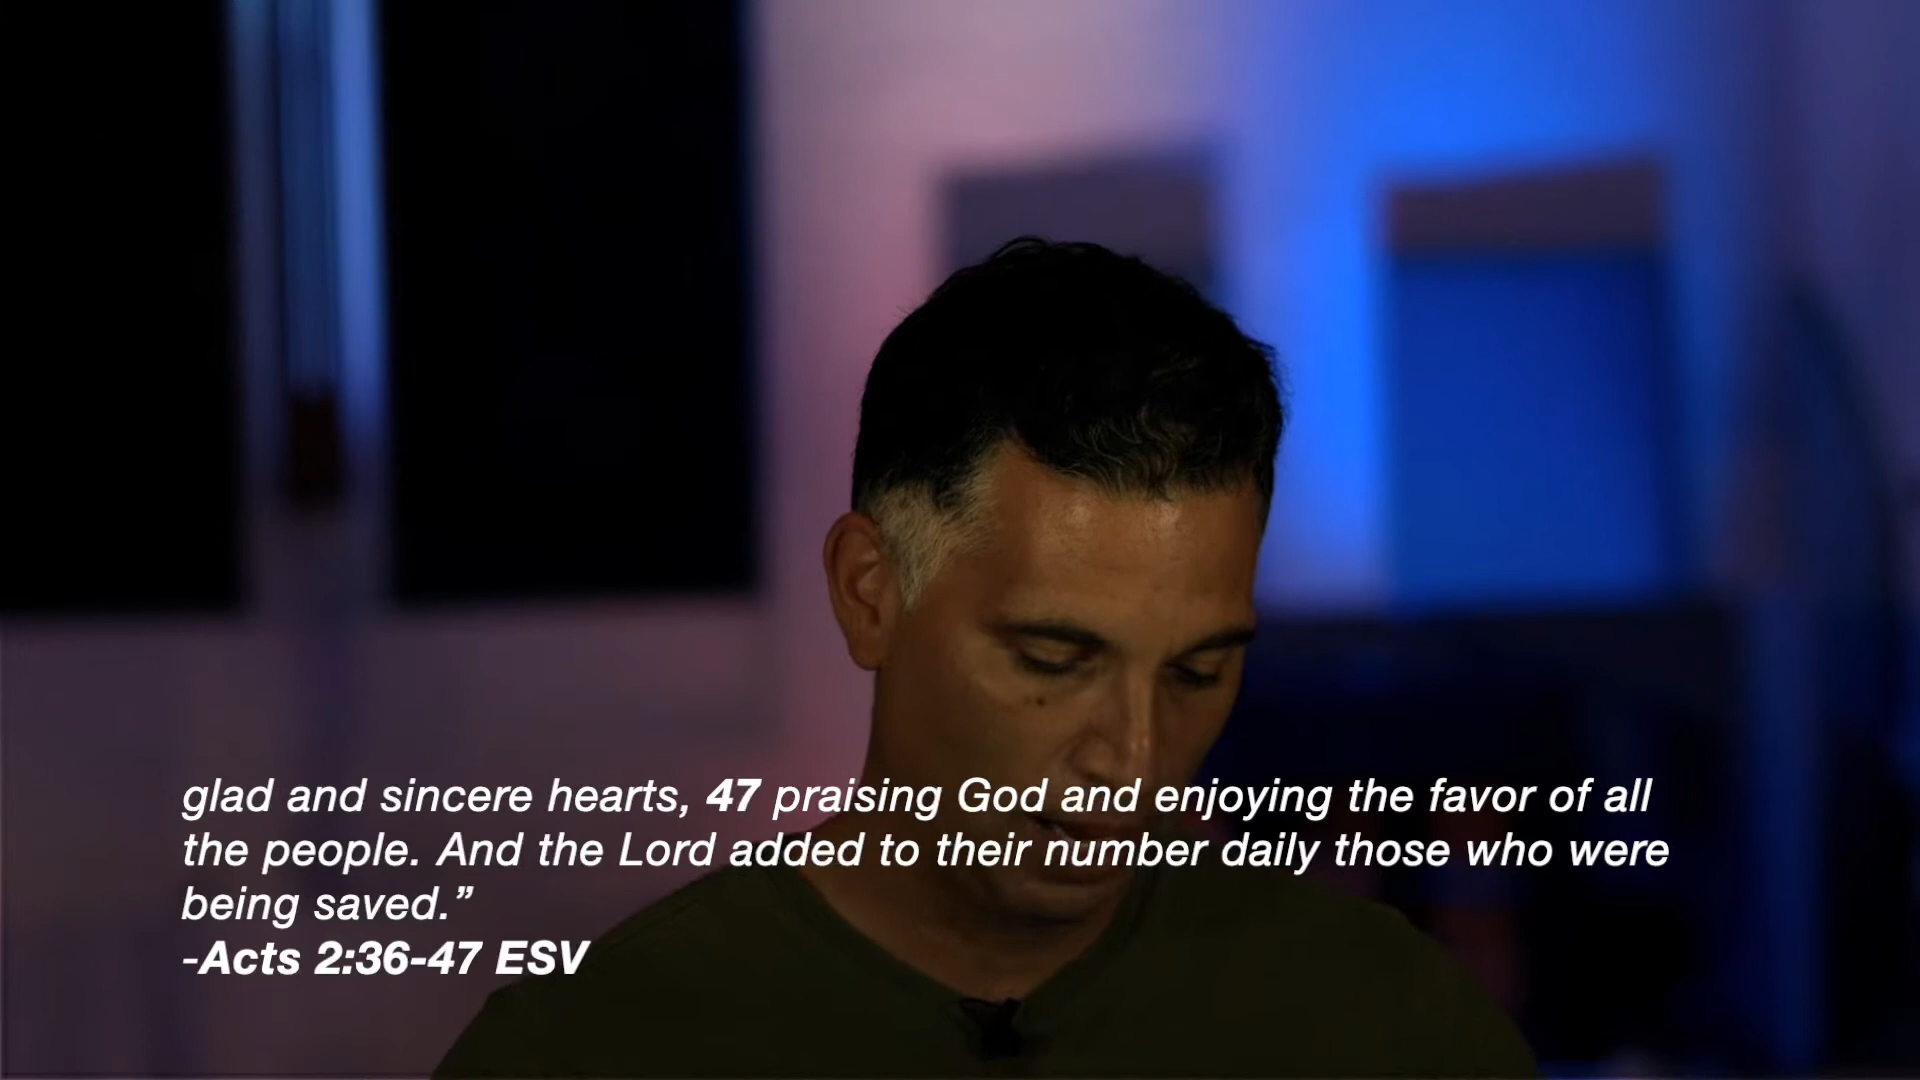 glad and sincere hearts, 47 praising God and enjoying the favor of all
the people. And the Lord added to their number daily those who were
being saved.”
-Acts 2:36-47 ESV